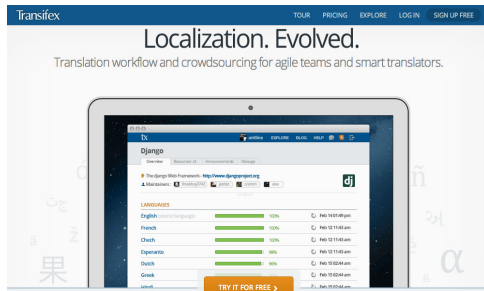 Transifex
TOUR PRICING EXPLORE LOG IN SIGN UP FREE
Localization. Evolved.
Translation workflow and crowdsourcing for agile teams and smart translators.
tx
EXPLORE BLOG HELP
Django
Overview
Announcements Manage
The django Web Framework - http://www.djangoproject.org
dj
Maintainers:
LANGUAGES
English (source language) 100% Feb 14 01:49 pm
French 100% Feb 12 11:43 am
Chech 100% Feb 12 11:43 am
Esperanto 98% Feb 12 11:43 am
Dutch 98% Feb 15 02:44 am
Greek Feb 15 02:44 am
TRY IT FOR FREE
ó
ñ
ä
ž
果
α